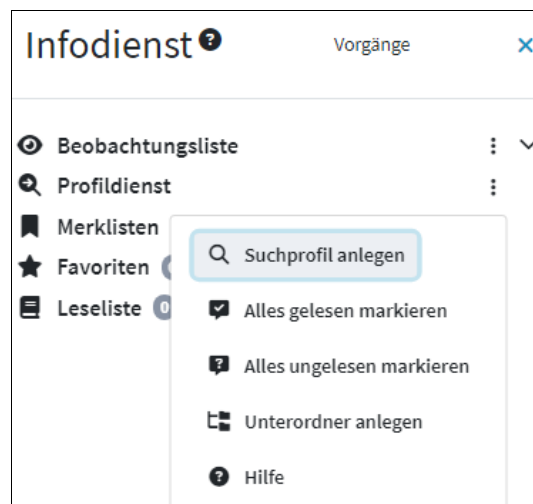 Infodienst
Vorgänge
Beobachtungsliste
Profildienst
Merklisten
Favoriten
Leseliste 0
Suchprofil anlegen
Alles gelesen markieren
Alles ungelesen markieren
Unterordner anlegen
Hilfe